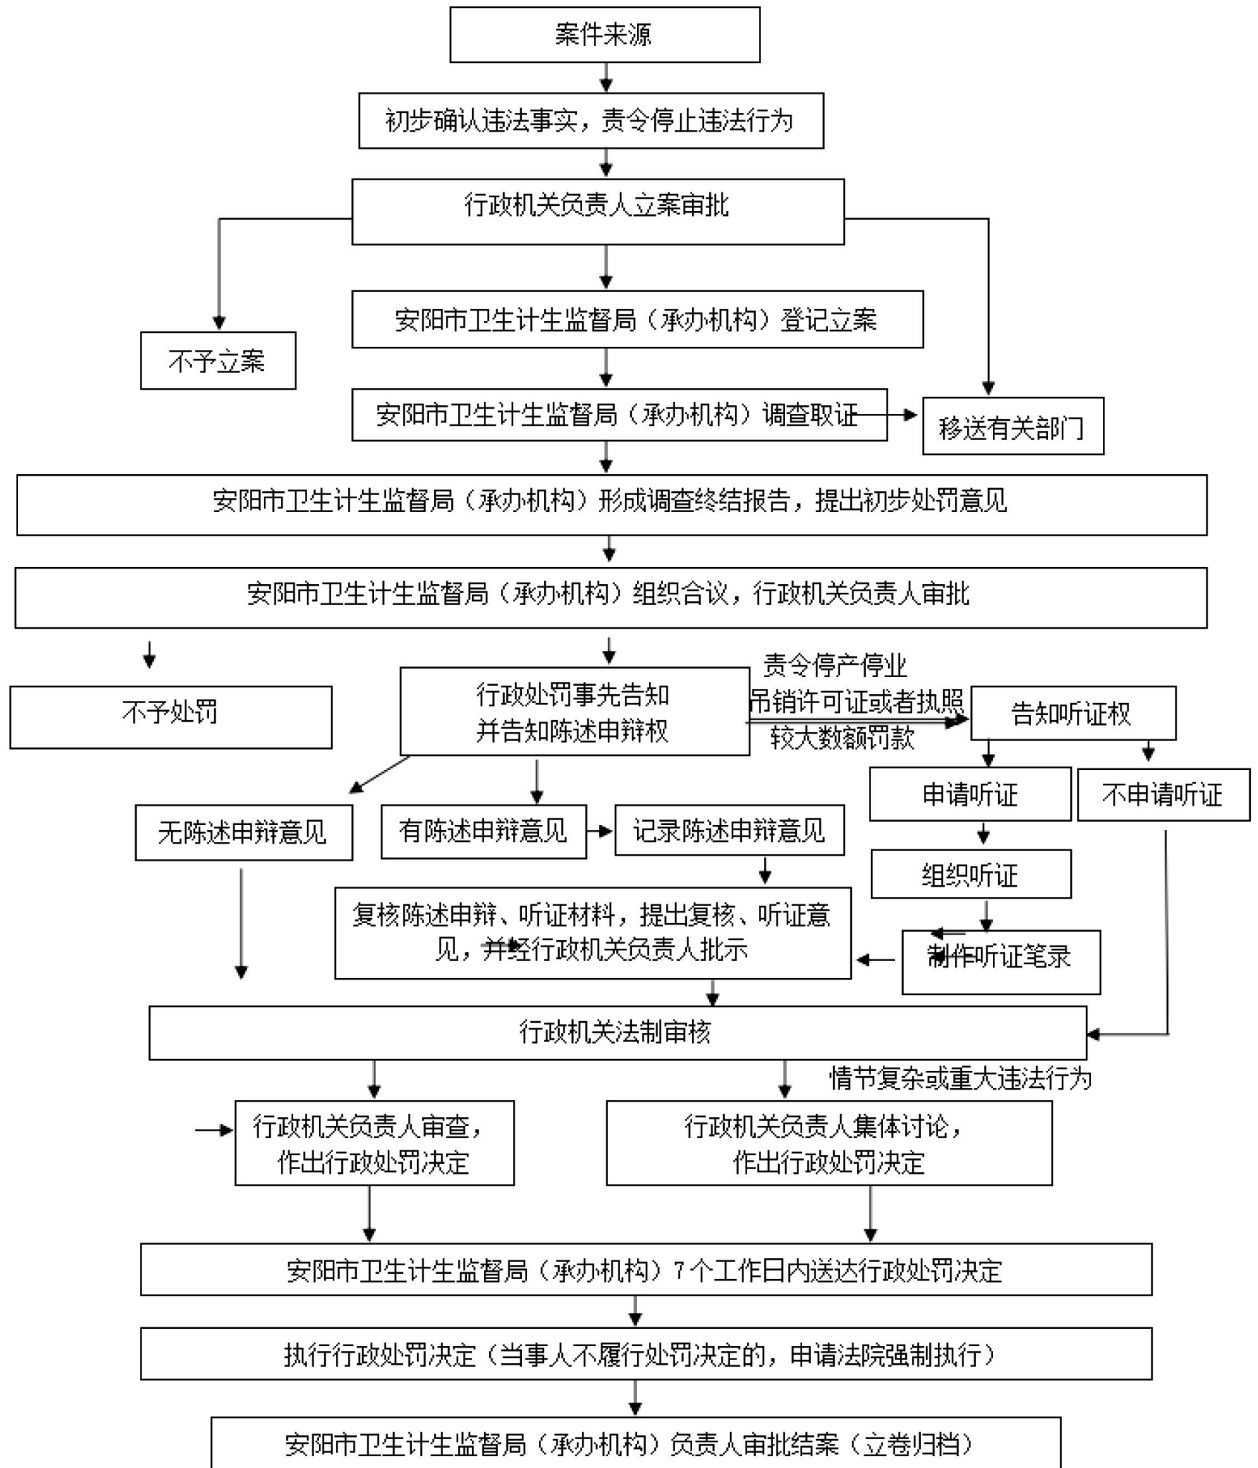 案件来源
初步确认违法事实，责令停止违法行为
行政机关负责人立案审批
安阳市卫生计生监督局（承办机构）登记立案
不予立案
安阳市卫生计生监督局（承办机构）调查取证
移送有关部门
安阳市卫生计生监督局（承办机构）形成调查终结报告，提出初步处罚意见
安阳市卫生计生监督局（承办机构）组织合议，行政机关负责人审批
不予处罚
行政处罚事先告知
并告知陈述申辩权
责令停产停业
吊销许可证或者执照
较大数额罚款
告知听证权
申请听证
不申请听证
无陈述申辩意见
有陈述申辩意见
记录陈述申辩意见
组织听证
复核陈述申辩、听证材料，提出复核、听证意
见，并经行政机关负责人批示
制作听证笔录
行政机关法制审核
情节复杂或重大违法行为
行政机关负责人审查，
作出行政处罚决定
行政机关负责人集体讨论，
作出行政处罚决定
安阳市卫生计生监督局（承办机构）7个工作日内送达行政处罚决定
执行行政处罚决定（当事人不履行处罚决定的，申请法院强制执行）
安阳市卫生计生监督局（承办机构）负责人审批结案（立卷归档）